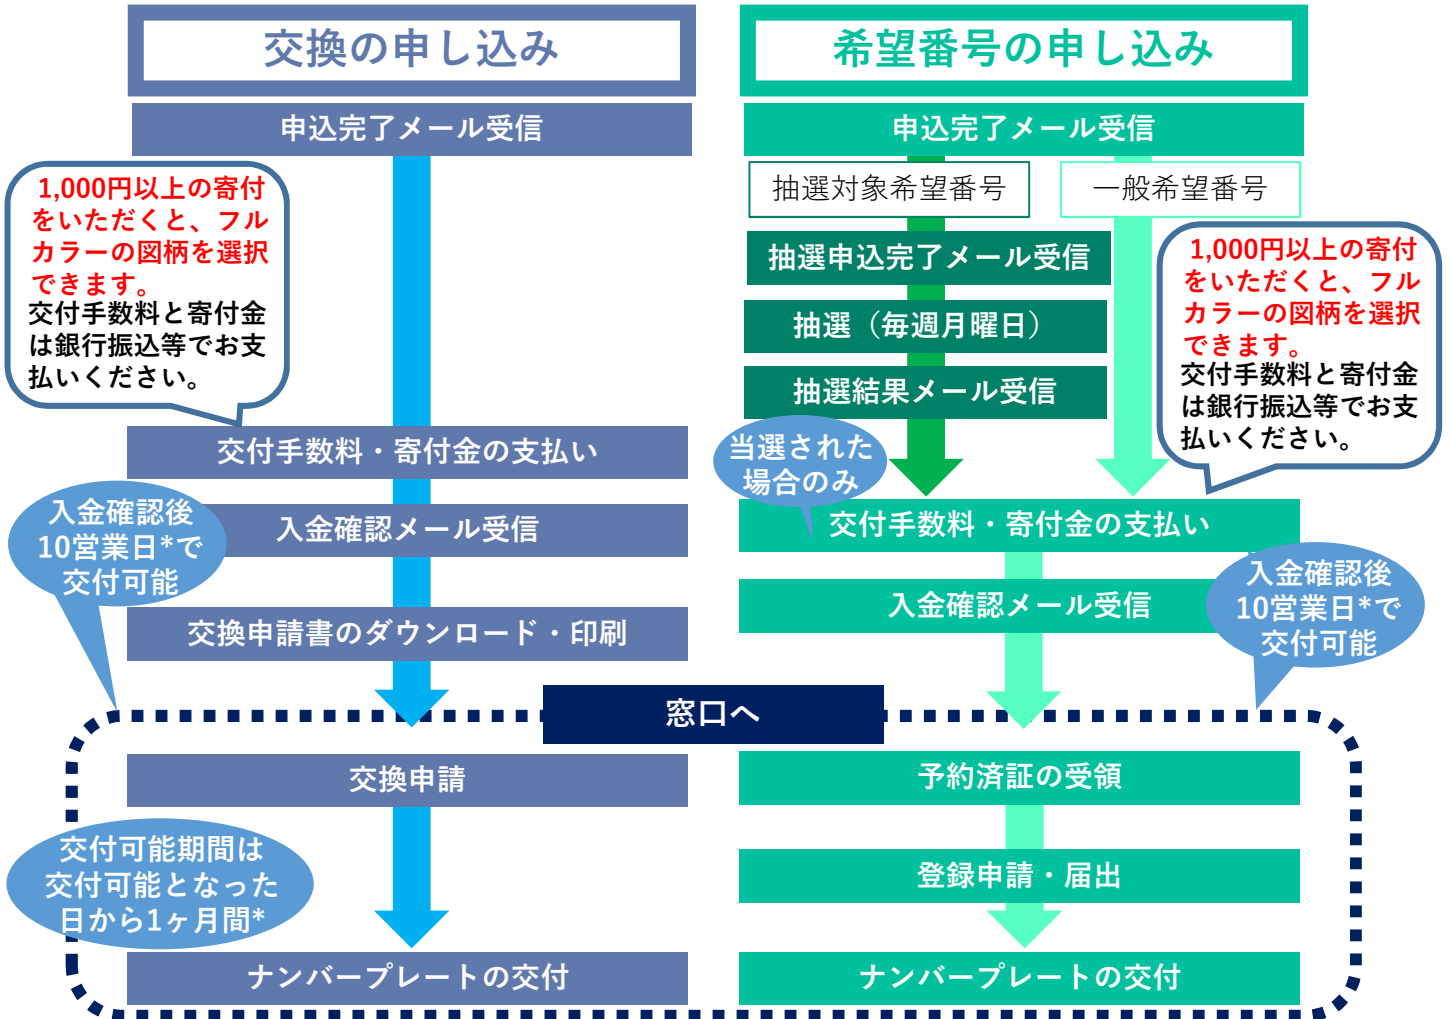 交換の申し込み
申込完了メール受信
1,000円以上の寄付
をいただくと、フル
カラーの図柄を選択
できます。
交付手数料と寄付金
は銀行振込等でお支
払いください。
交付手数料・寄付金の支払い
入金確認後
10営業日*で
交付可能
入金確認メール受信
交換申請書のダウンロード・印刷
希望番号の申し込み
申込完了メール受信
抽選対象希望番号
一般希望番号
抽選申込完了メール受信
抽選（毎週月曜日）
抽選結果メール受信
当選された
場合のみ
1,000円以上の寄付
をいただくと、フル
カラーの図柄を選択
できます。
交付手数料と寄付金
は銀行振込等でお支
払いください。
交付手数料・寄付金の支払い
入金確認メール受信
入金確認後
10営業日*で
交付可能
窓口へ
交換申請
交付可能期間は
交付可能となった
日から1ヶ月間*
ナンバープレートの交付
予約済証の受領
登録申請・届出
ナンバープレートの交付